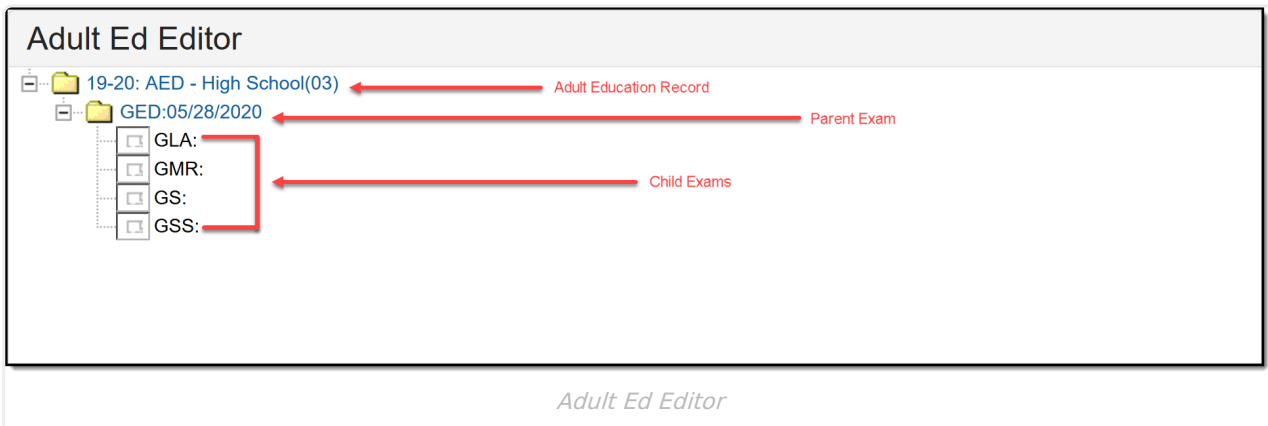 Adult Ed Editor
19-20: AED - High School(03)
Adult Education Record
GED:05/28/2020
Parent Exam
GLA:
GMR:
Child Exams
GS:
GSS:
Adult Ed Editor